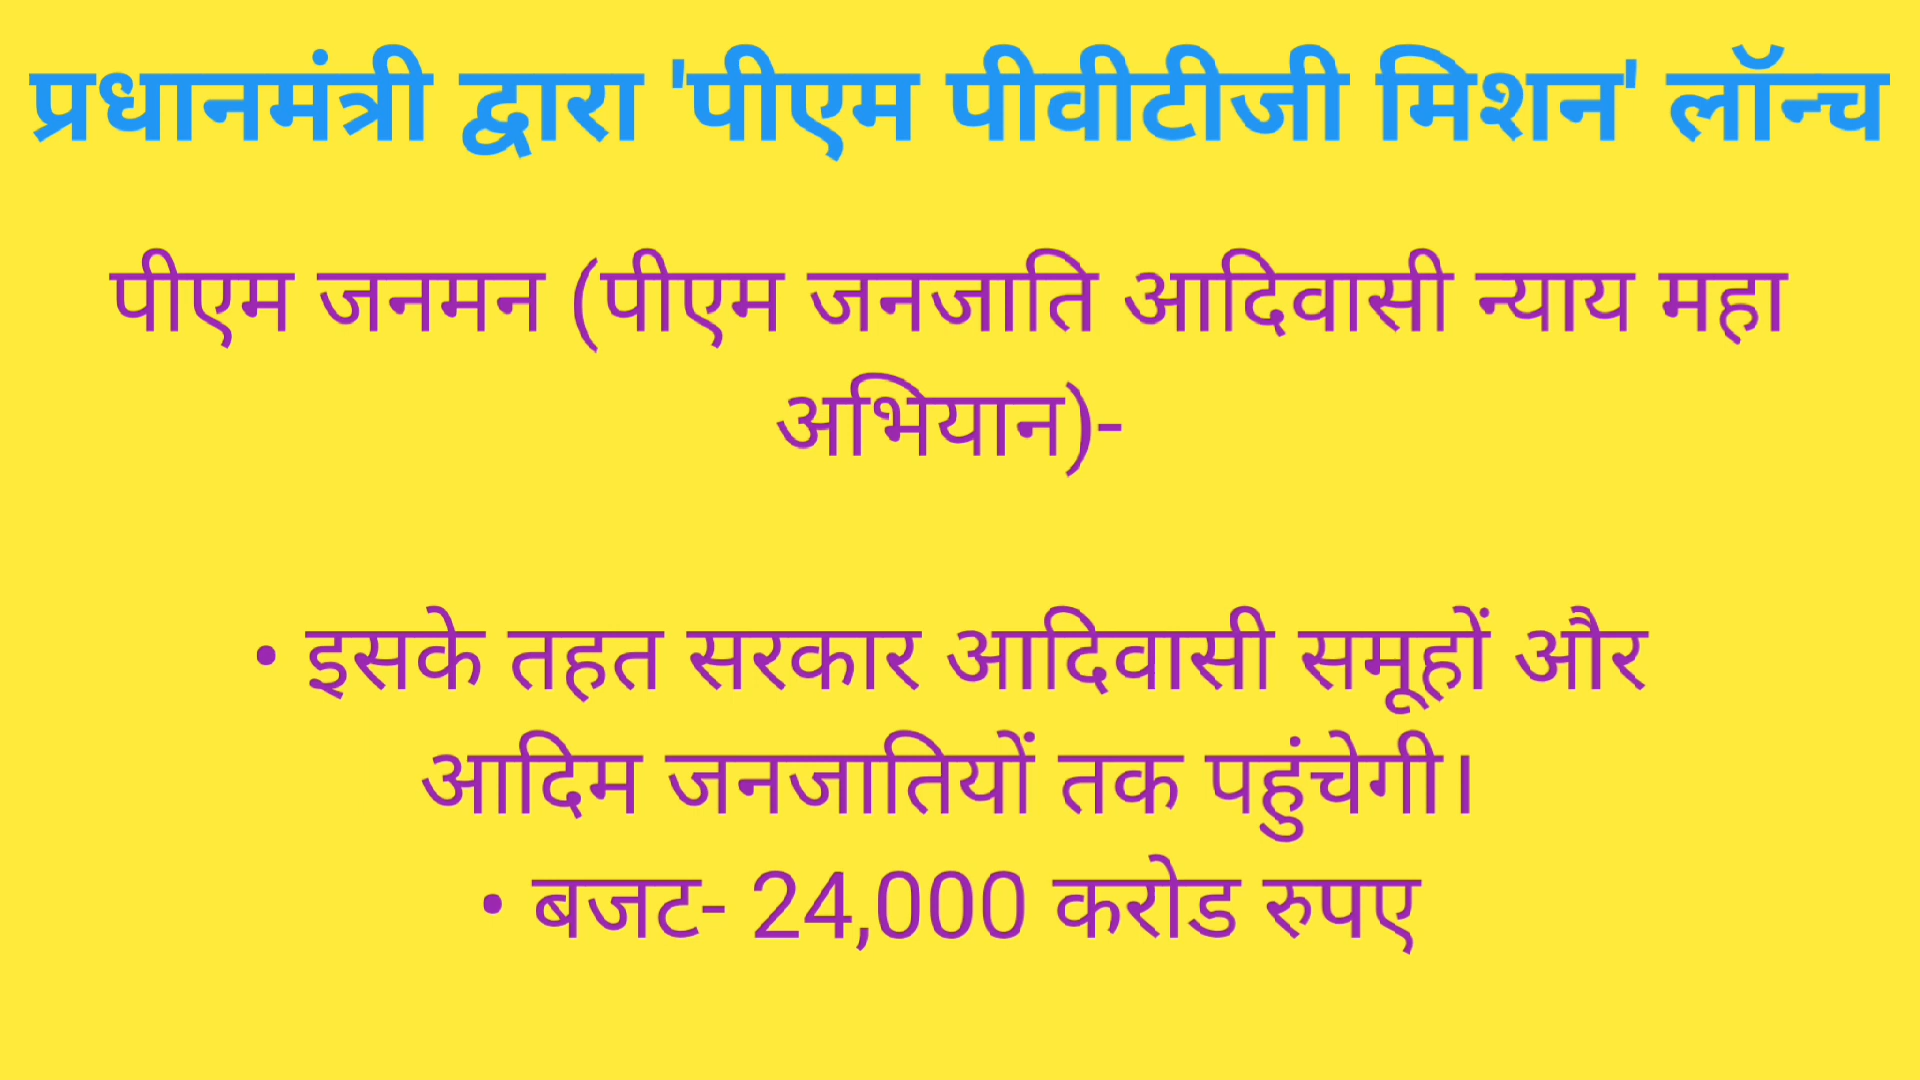 प्रधानमंत्री द्वारा 'पीएम पीवीटीजी मिशन' लॉन्च
पीएम जनमन (पीएम जनजाति आदिवासी न्याय महा
अभियान)-
• इसके तहत सरकार आदिवासी समूहों और
आदिम जनजातियों तक पहुंचेगी।
• बजट- 24,000 करोड रुपए